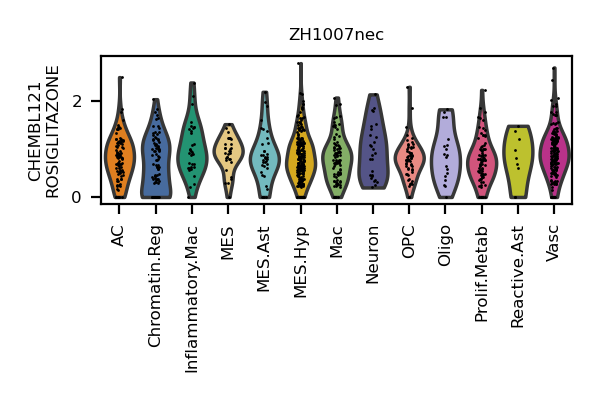 ZH1007nec
CHEMBL121
ROSIGLITAZONE
2
0
AC
Chromatin.Reg
Inflammatory.Mac
MES
MES.Ast
MES.Hyp
Mac
Neuron
OPC
Oligo
Prolif.Metab
Reactive.Ast
Vasc